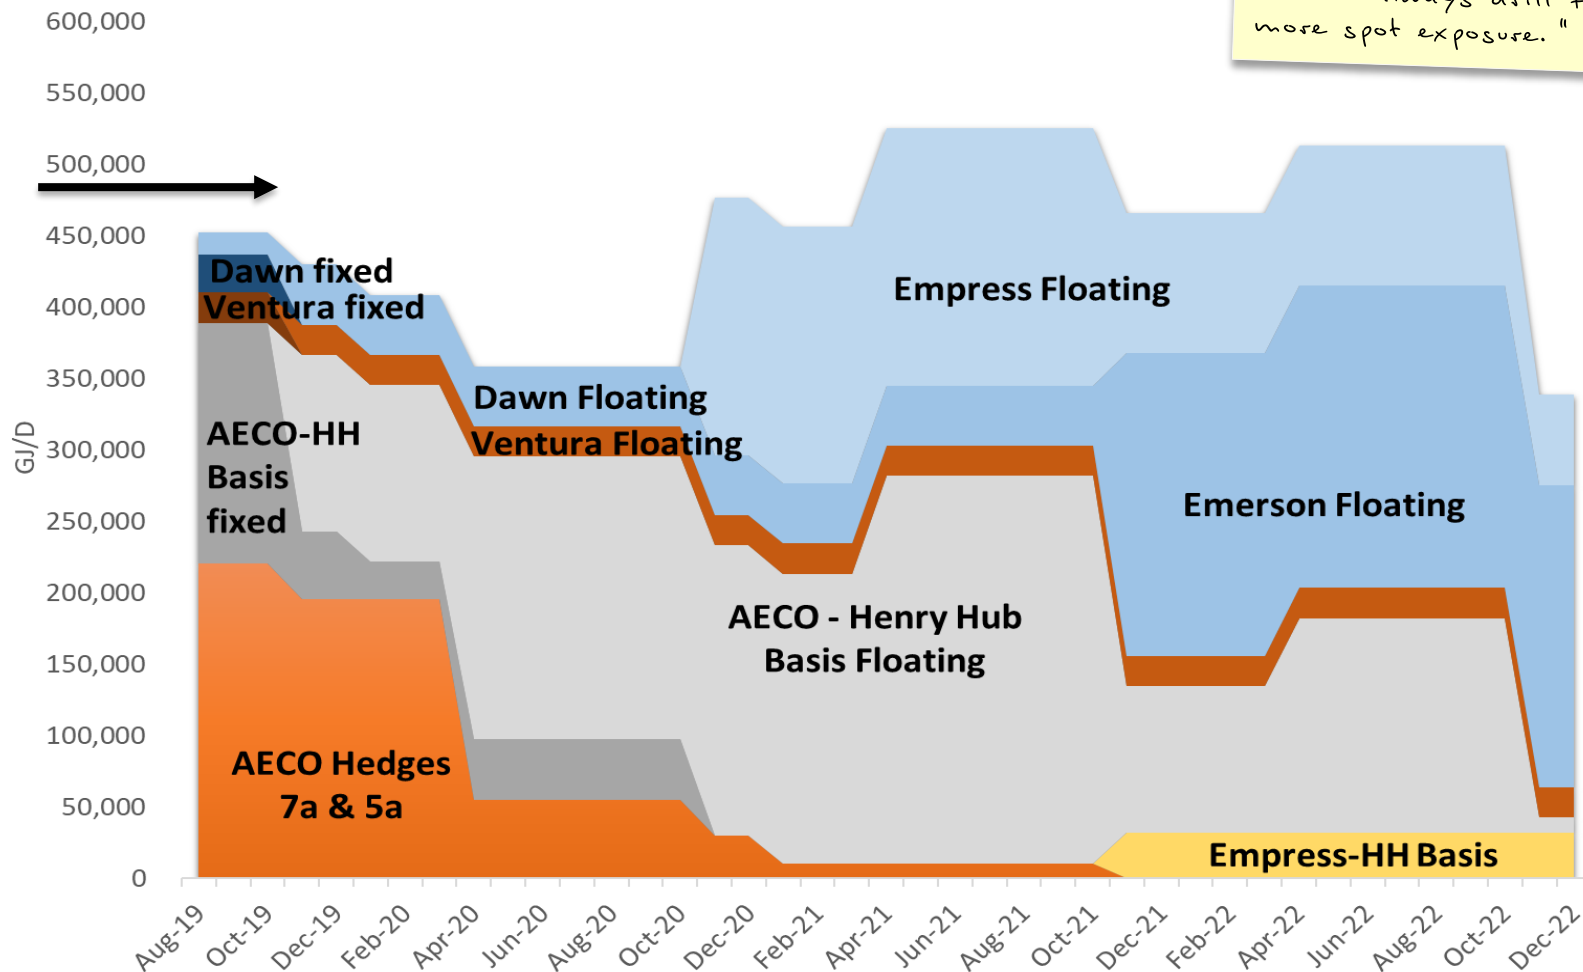 600,000
550,000
500,000
450,000
400,000
350,000
300,000
250,000
200,000
150,000
100,000
50,000
0
GJ/D
more spot exposure."
Dawn fixed
Ventura fixed
AECO-HH
Basis
fixed
AECO Hedges
7a & 5a
Dawn Floating
Ventura Floating
Empress Floating
Emerson Floating
AECO - Henry Hub
Basis Floating
Empress-HH Basis
Aug-19
Oct-19
Dec-19
Feb-20
Apr-20
Jun-20
Aug-20
Oct-20
Dec-20
Feb-21
Apr-21
Jun-21
Aug-21
Oct-21
Dec-21
Feb-22
Apr-22
Jun-22
Aug-22
Oct-22
Dec-22